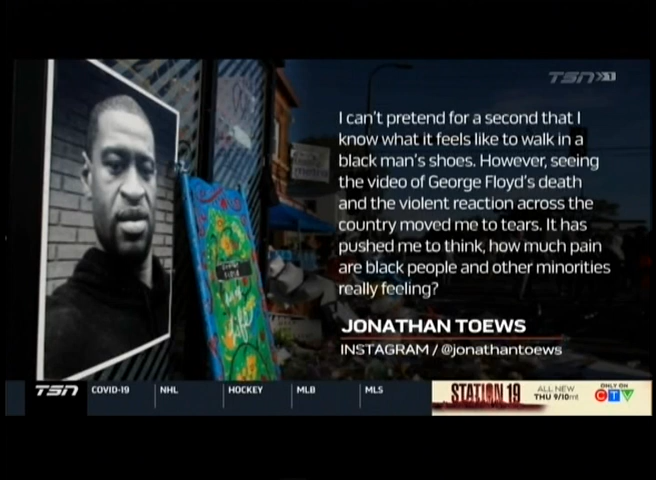 TSN 1
I can't pretend for a second that I
know what it feels like to walk in a
black man's shoes. However, seeing
the video of George Floyd's death
and the violent reaction across the
country moved me to tears. It has
pushed me to think, how much pain
are black people and other minorities
really feeling?
JONATHAN TOEWS
INSTAGRAM / @jonathantoews
TSN COVID-19 NHL HOCKEY MLB MLS
STATION 19
ALL NEW
THU 9/10mt
ONLY ON
CTV